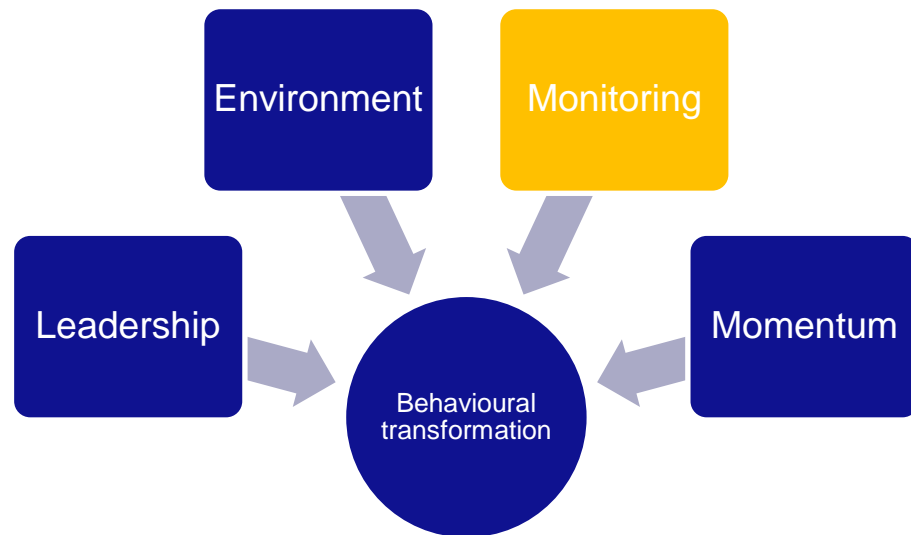 Environment
Monitoring
Leadership
Momentum
Behavioural
transformation